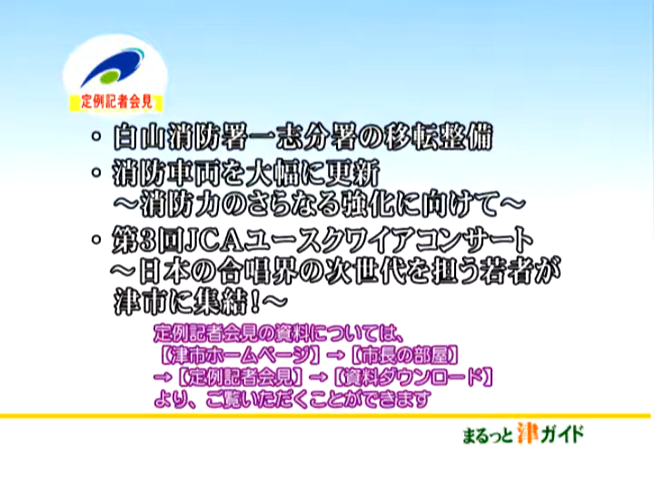 定例記者会見
・白山消防署一志分署の移転整備
・消防車両を大幅に更新
～消防力のさらなる強化に向けて～
・第3回JCAユースクワイアコンサート
～日本の合唱界の次世代を担う若者が
津市に集結!～
定例記者会見の資料については、
【津市ホームページ】→【市長の部屋】
→【定例記者会見】→【資料ダウンロード】
より、ご覧いただくことができます
まるっと津ガイド